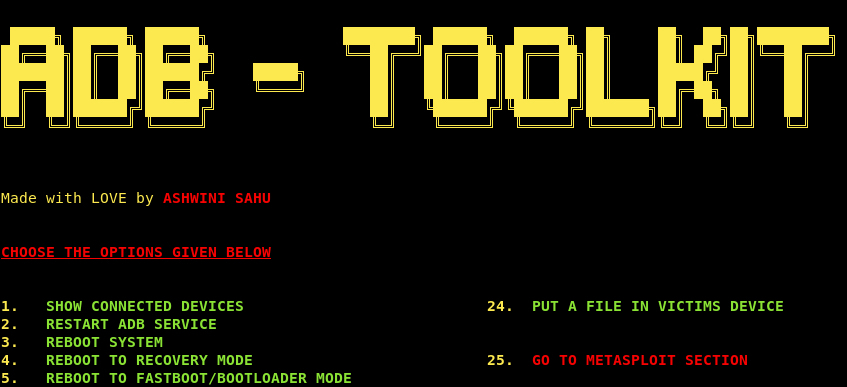 ADB - TOOLKIT
Made with LOVE by ASHWINI SAHU
CHOOSE THE OPTIONS GIVEN BELOW
1. SHOW CONNECTED DEVICES 24. PUT A FILE IN VICTIMS DEVICE
2. RESTART ADB SERVICE
3. REBOOT SYSTEM
4. REBOOT TO RECOVERY MODE 25. GO TO METASPLOIT SECTION
5. REBOOT TO FASTBOOT/BOOTLOADER MODE